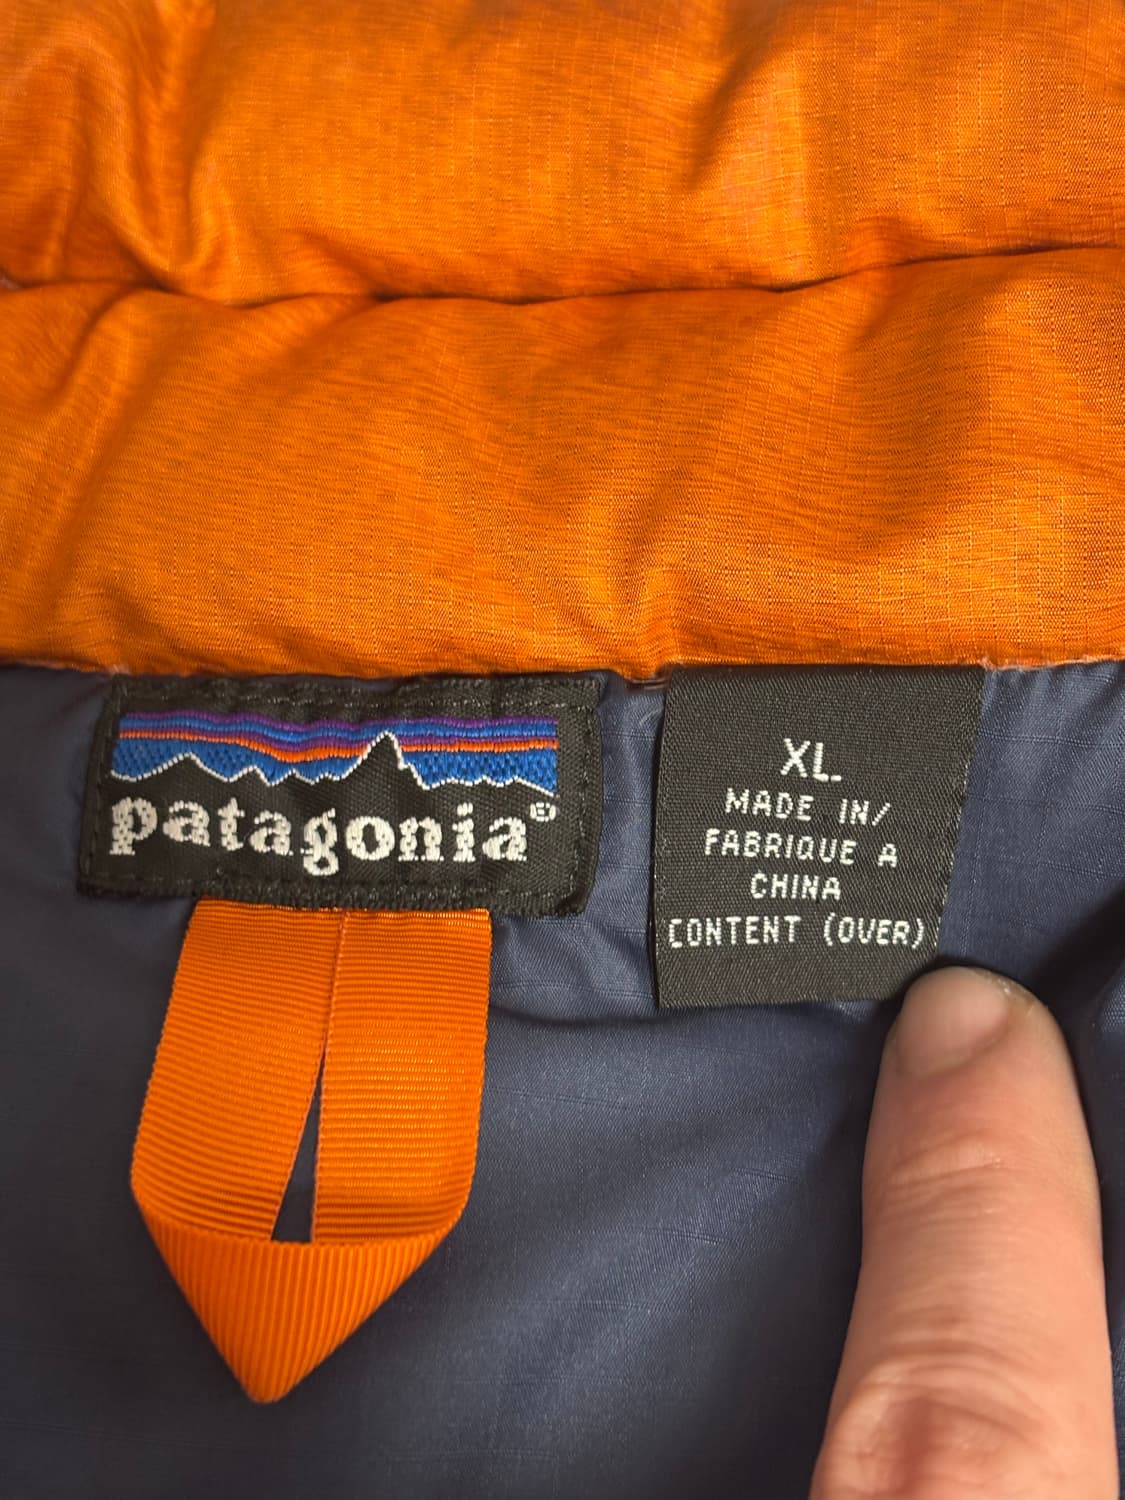 patagonia®
XL.
MADE IN/
FABRIQUE A
CHINA
CONTENT (OVER)